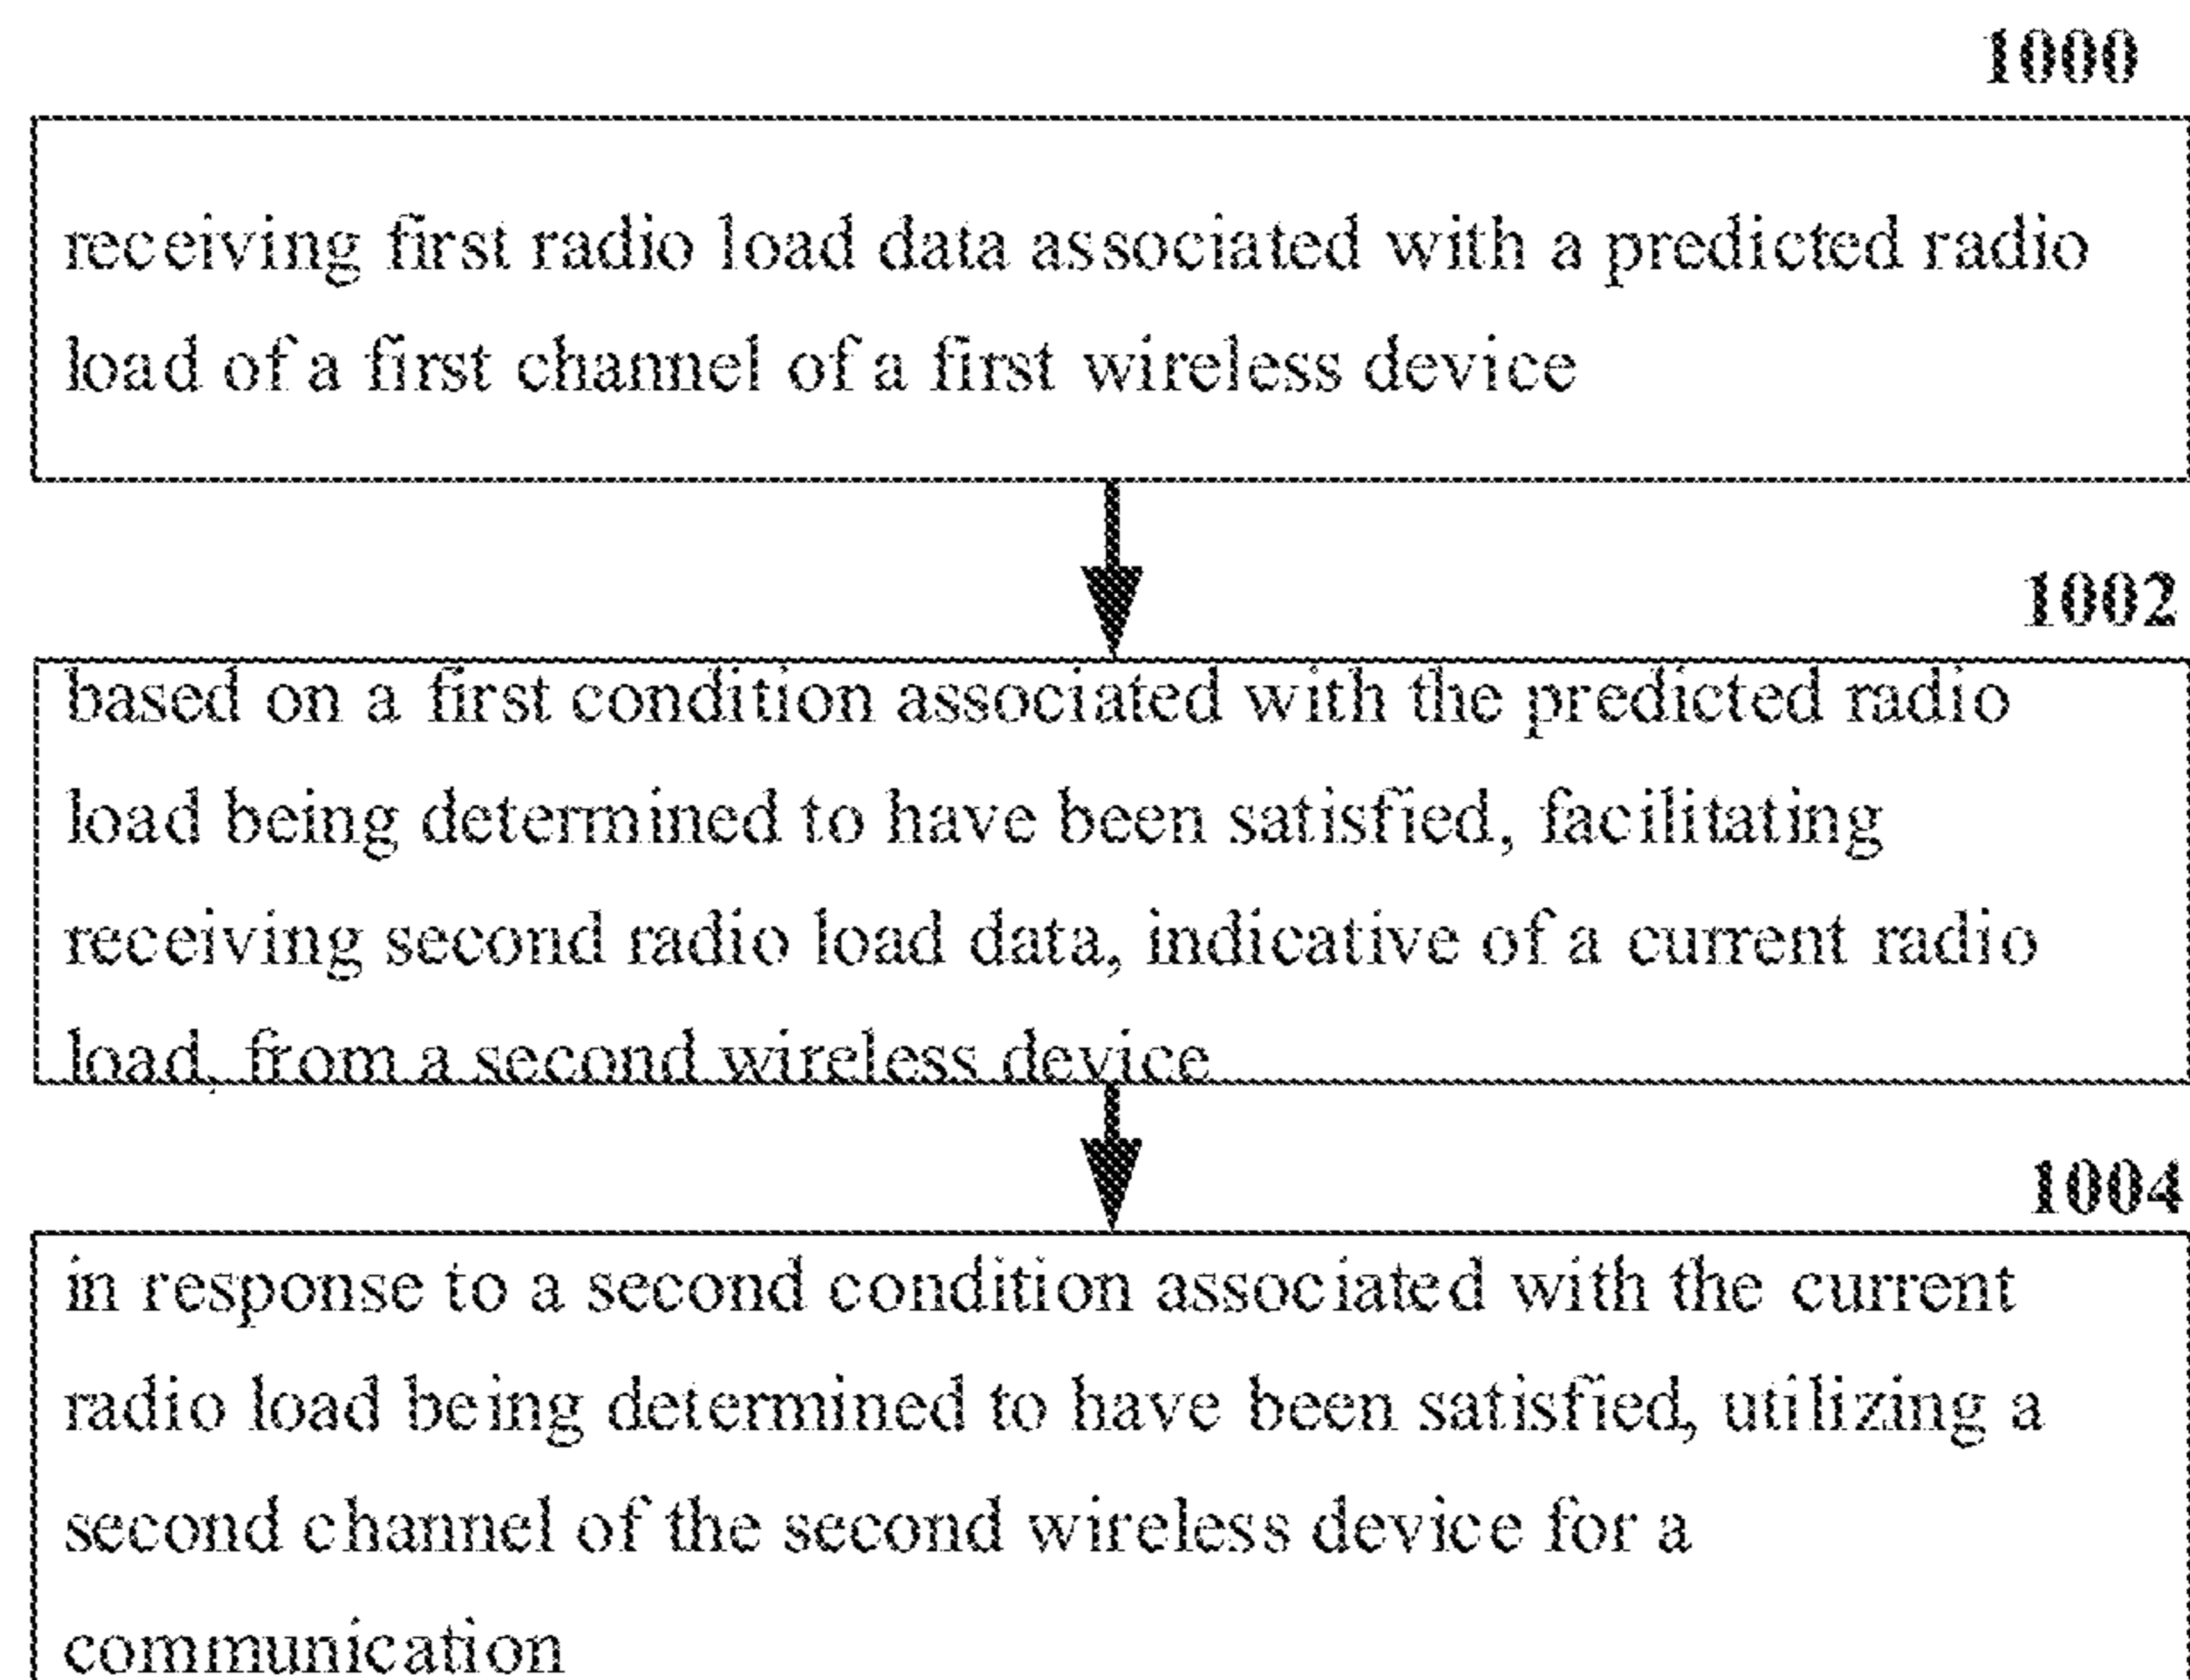 1000
receiving first radio load data associated with a predicted radio
load of a first channel of a first wireless device
1002
based on a first condition associated with the predicted radio
load being determined to have been satisfied, facilitating
receiving second radio load data, indicative of a current radio
load, from a second wireless device
1004
in response to a second condition associated with the current
radio load being determined to have been satisfied, utilizing a
second channel of the second wireless device for a
communication